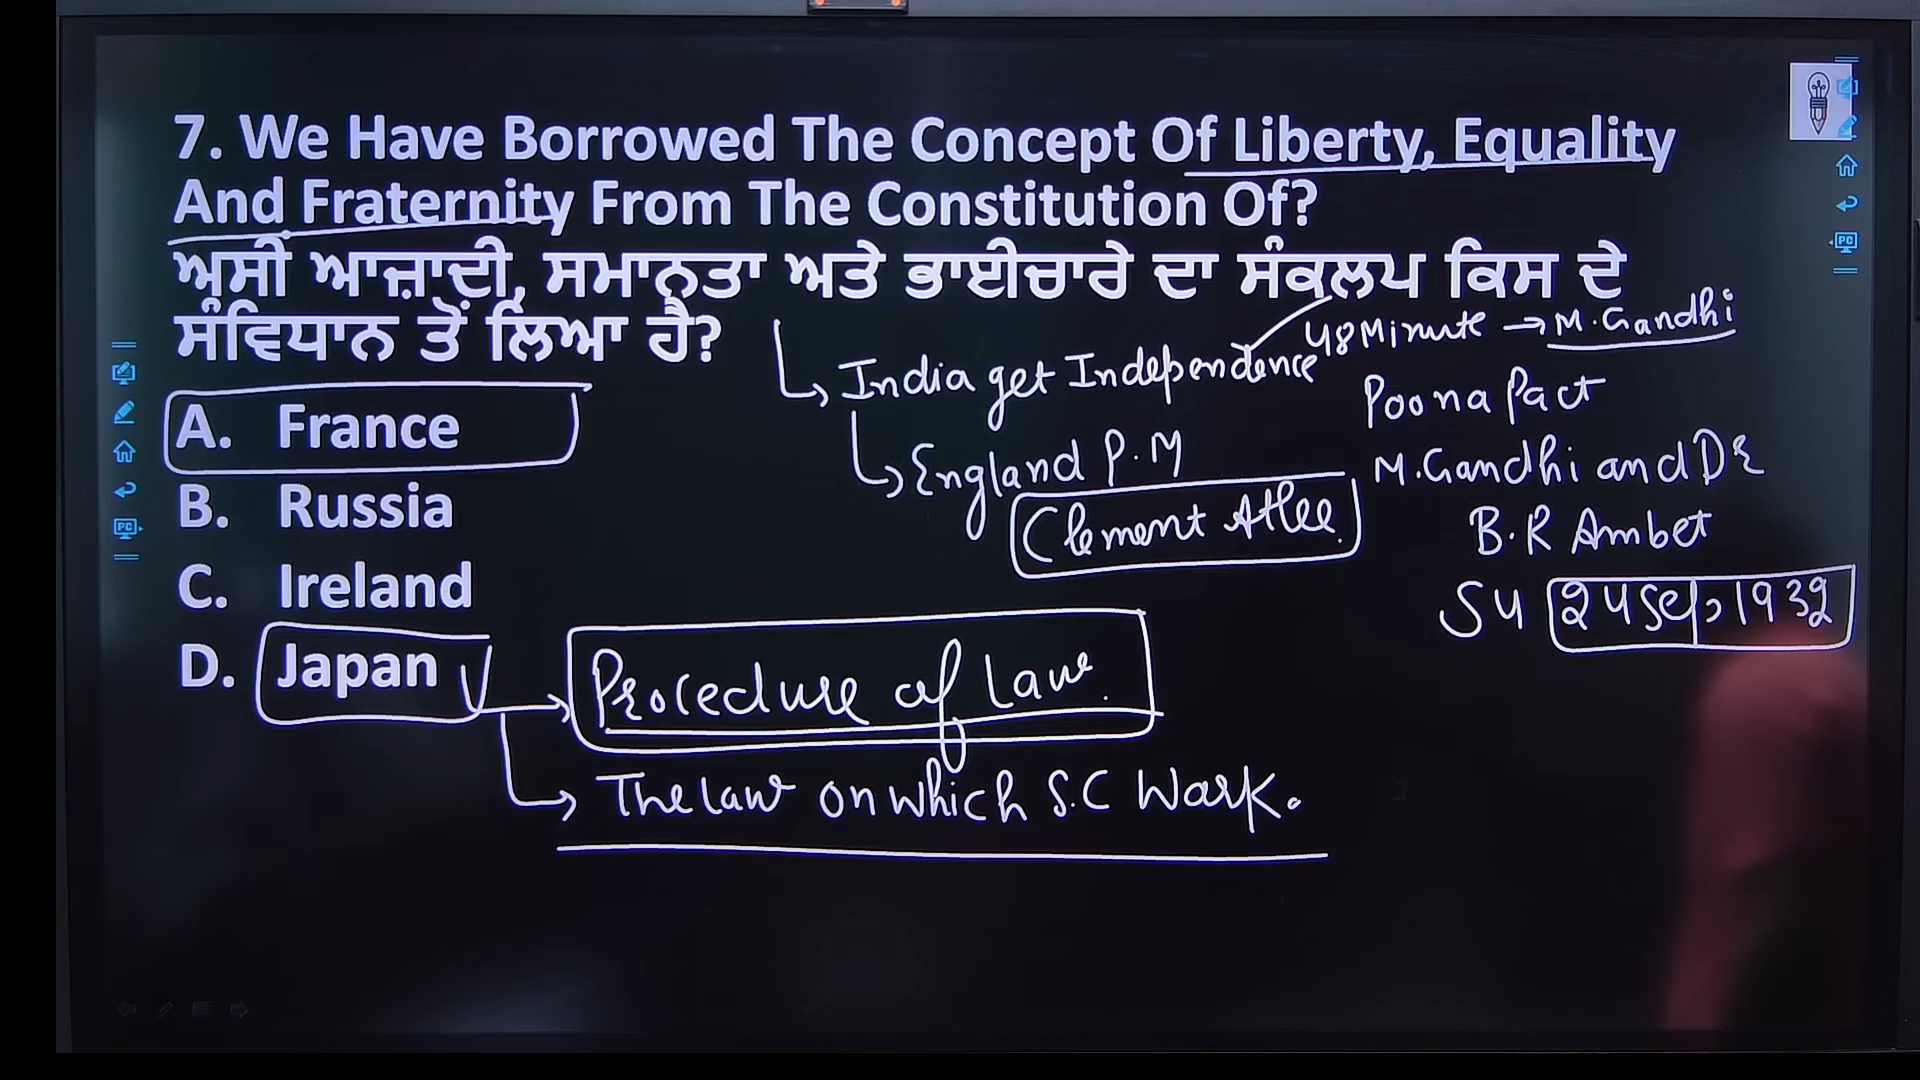 7. We Have Borrowed The Concept Of Liberty, Equality
And Fraternity From The Constitution Of?
ਅਸੀਂ ਆਜ਼ਾਦੀ, ਸਮਾਨਤਾ ਅਤੇ ਭਾਈਚਾਰੇ ਦਾ ਸੰਕਲਪ ਕਿਸ ਦੇ
ਸੰਵਿਧਾਨ ਤੋਂ ਲਿਆ ਹੈ?
48 Minute → M. Gandhi
India get Independence
Poona Pact
A. France
England P.M
M. Gandhi and Dr
Clement Atlee.
B. Russia
B.R Ambet
C. Ireland
24 Sep, 1932
D. Japan
Procedure of law.
The law on which S.C Work.
PC
PC